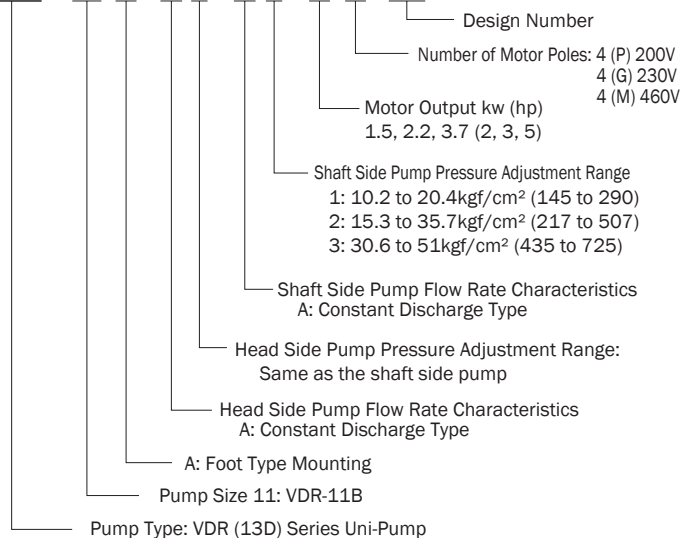 Design Number
Number of Motor Poles: 4 (P) 200V
4 (G) 230V
4 (M) 460V
Motor Output kw (hp)
1.5, 2.2, 3.7 (2, 3, 5)
Shaft Side Pump Pressure Adjustment Range
1: 10.2 to 20.4kgf/cm² (145 to 290)
2: 15.3 to 35.7kgf/cm² (217 to 507)
3: 30.6 to 51kgf/cm² (435 to 725)
Shaft Side Pump Flow Rate Characteristics
A: Constant Discharge Type
Head Side Pump Pressure Adjustment Range:
Same as the shaft side pump
Head Side Pump Flow Rate Characteristics
A: Constant Discharge Type
A: Foot Type Mounting
Pump Size 11: VDR-11B
Pump Type: VDR (13D) Series Uni-Pump